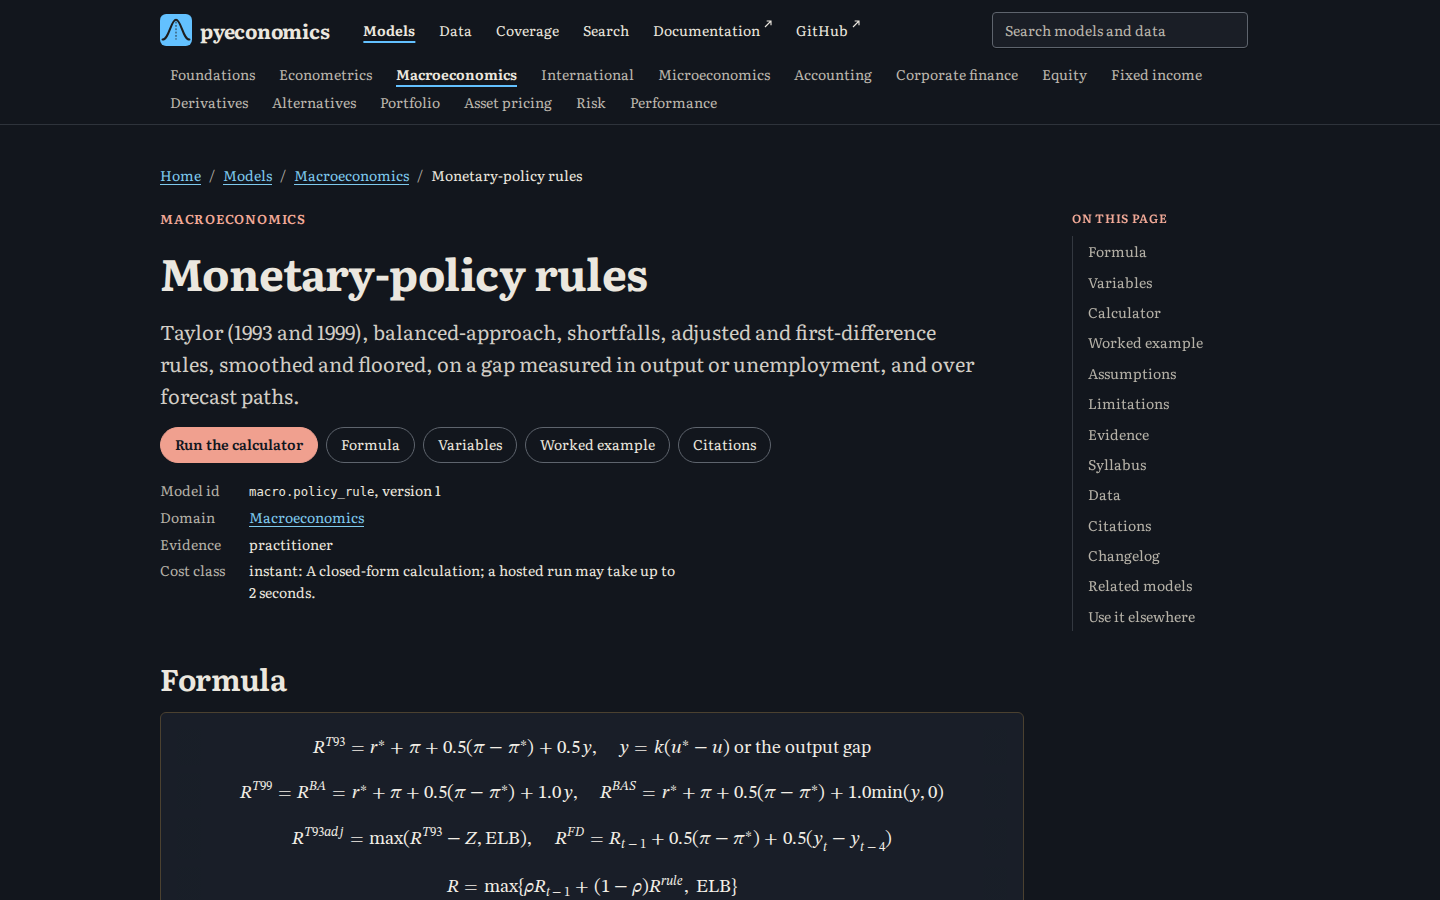 pyeconomics
Models Data Coverage Search Documentation↗ GitHub↗
Search models and data
Foundations Econometrics Macroeconomics International Microeconomics Accounting Corporate finance Equity Fixed income
Derivatives Alternatives Portfolio Asset pricing Risk Performance
Home / Models / Macroeconomics / Monetary-policy rules
MACROECONOMICS
Monetary-policy rules
Taylor (1993 and 1999), balanced-approach, shortfalls, adjusted and first-difference
rules, smoothed and floored, on a gap measured in output or unemployment, and over
forecast paths.
Run the calculator Formula Variables Worked example Citations
Model id macro.policy_rule, version 1
Domain Macroeconomics
Evidence practitioner
Cost class instant: A closed-form calculation; a hosted run may take up to
2 seconds.
Formula
R^{T93} = r* + π + 0.5(π − π*) + 0.5y, y = k(u* − u) or the output gap
R^{T99} = R^{BA} = r* + π + 0.5(π − π*) + 1.0y, R^{BAS} = r* + π + 0.5(π − π*) + 1.0min(y, 0)
R^{T93adj} = max(R^{T93} − Z, ELB), R^{FD} = R_{t−1} + 0.5(π − π*) + 0.5(y_t − y_{t−4})
R = max{ρR_{t−1} + (1 − ρ)R^{rule}, ELB}
ON THIS PAGE
Formula
Variables
Calculator
Worked example
Assumptions
Limitations
Evidence
Syllabus
Data
Citations
Changelog
Related models
Use it elsewhere